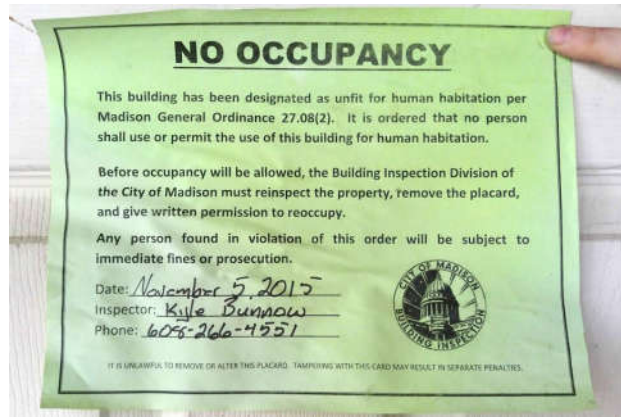 NO OCCUPANCY
This building has been designated as unfit for human habitation per
Madison General Ordinance 27.08(2). It is ordered that no person
shall use or permit the use of this building for human habitation.
Before occupancy will be allowed, the Building Inspection Division of
the City of Madison must reinspect the property, remove the placard,
and give written permission to reoccupy.
Any person found in violation of this order will be subject to
immediate fines or prosecution.
Date: November 5, 2015
Inspector: Kyle Bunnow
Phone: 608-266-4551
CITY OF MADISON
BUILDING INSPECTION
IT IS UNLAWFUL TO REMOVE OR ALTER THIS PLACARD. TAMPERING WITH THIS CARD MAY RESULT IN SEPARATE PENALTIES.